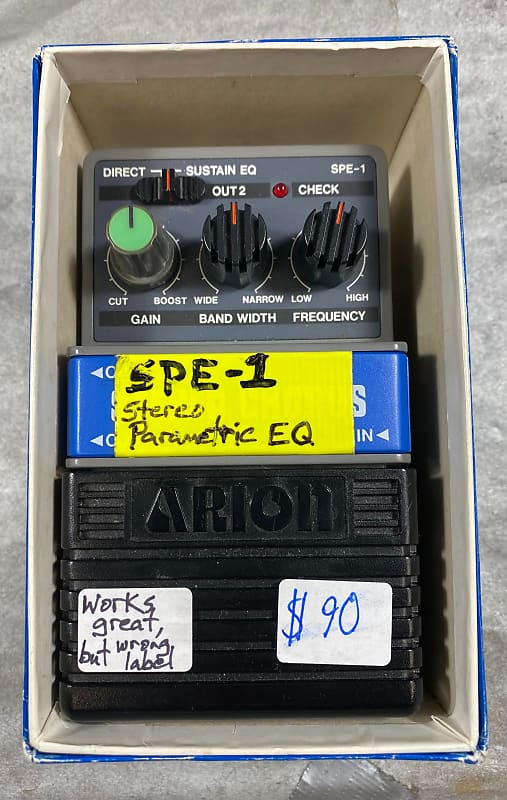 DIRECT SUSTAIN EQ SPE-1
OUT 2 CHECK
CUT BOOST WIDE NARROW LOW HIGH
GAIN BAND WIDTH FREQUENCY
SPE-1
Stereo
Parametric EQ
IN
ARION
Works
great,
but wrong
label
$ 90